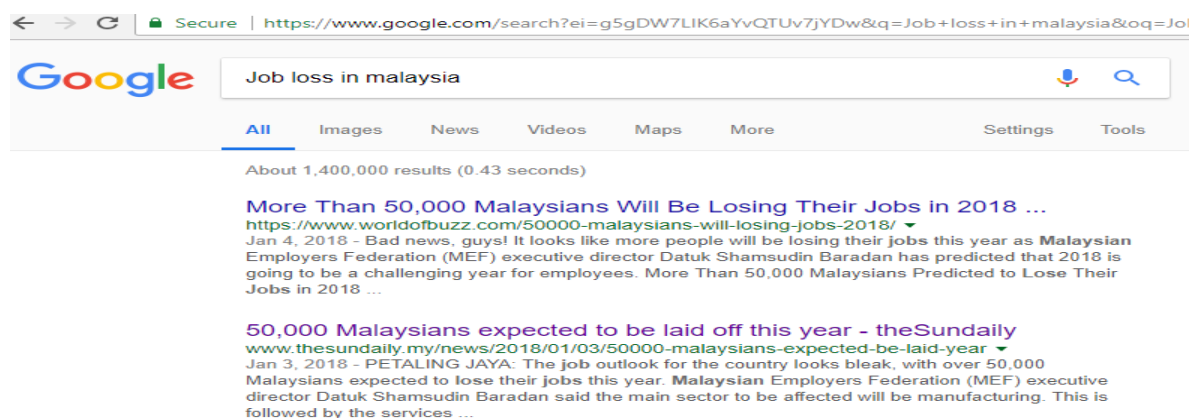 Secure | https://www.google.com/search?ei=g5gDW7LIK6aYvQTUv7jYDw&q=Job+loss+in+malaysia&oq=Jo
Google Job loss in malaysia
All Images News Videos Maps More Settings Tools
About 1,400,000 results (0.43 seconds)
More Than 50,000 Malaysians Will Be Losing Their Jobs in 2018 ...
https://www.worldofbuzz.com/50000-malaysians-will-losing-jobs-2018/
Jan 4, 2018 - Bad news, guys! It looks like more people will be losing their jobs this year as Malaysian
Employers Federation (MEF) executive director Datuk Shamsudin Baradan has predicted that 2018 is
going to be a challenging year for employees. More Than 50,000 Malaysians Predicted to Lose Their
Jobs in 2018 ...
50,000 Malaysians expected to be laid off this year - theSundaily
www.thesundaily.my/news/2018/01/03/50000-malaysians-expected-be-laid-year
Jan 3, 2018 - PETALING JAYA: The job outlook for the country looks bleak, with over 50,000
Malaysians expected to lose their jobs this year. Malaysian Employers Federation (MEF) executive
director Datuk Shamsudin Baradan said the main sector to be affected will be manufacturing. This is
followed by the services ...